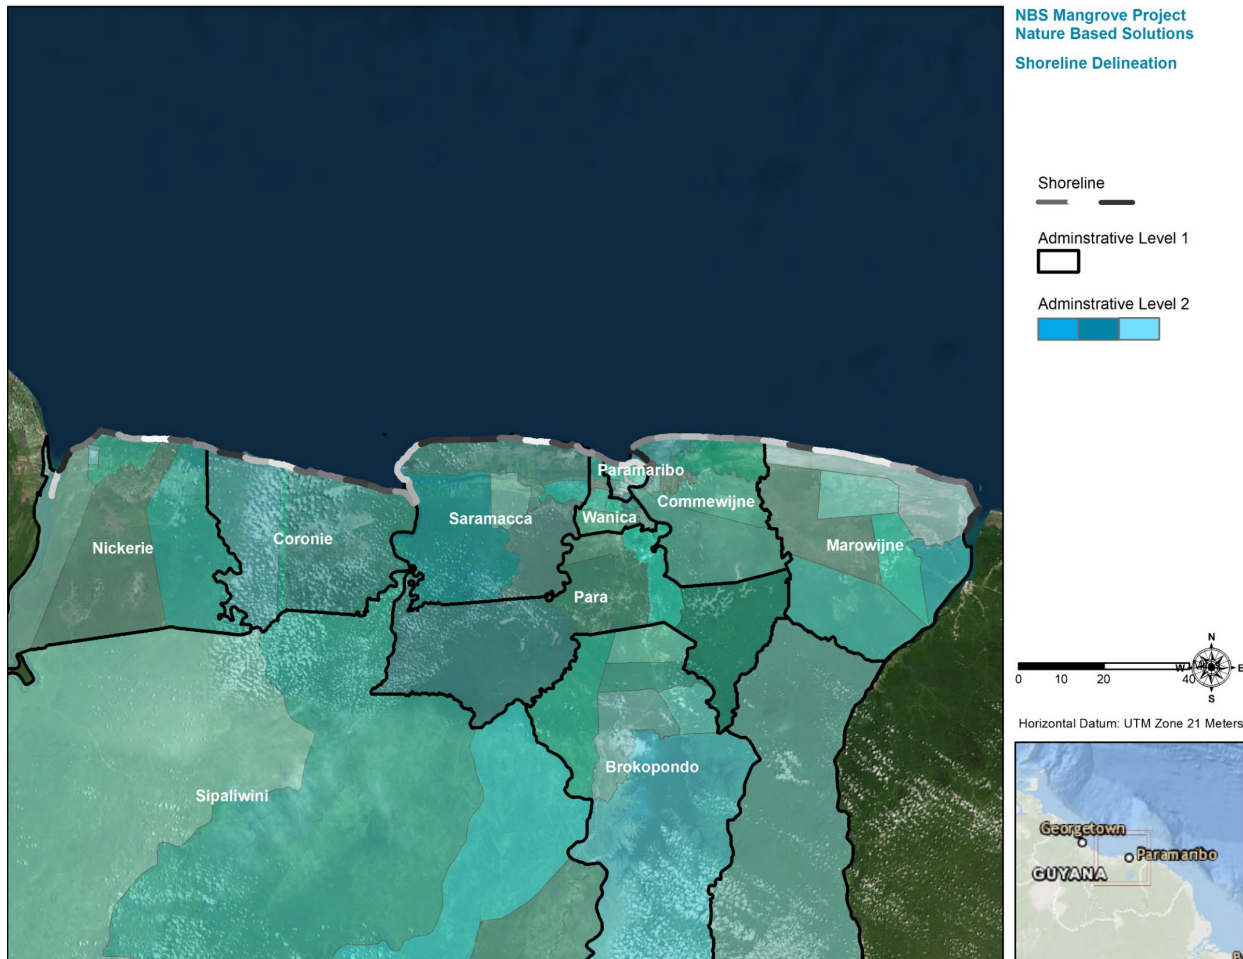 NBS Mangrove Project
Nature Based Solutions
Shoreline Delineation
Shoreline
Adminstrative Level 1
Adminstrative Level 2
Paramaribo
Commewijne
Saramacca
Wanica
Coronie
Nickerie
Marowijne
Para
Brokopondo
Sipaliwini
N
W
E
S
0 10 20 40
Horizontal Datum: UTM Zone 21 Meters
Georgetown
Paramaribo
GUYANA